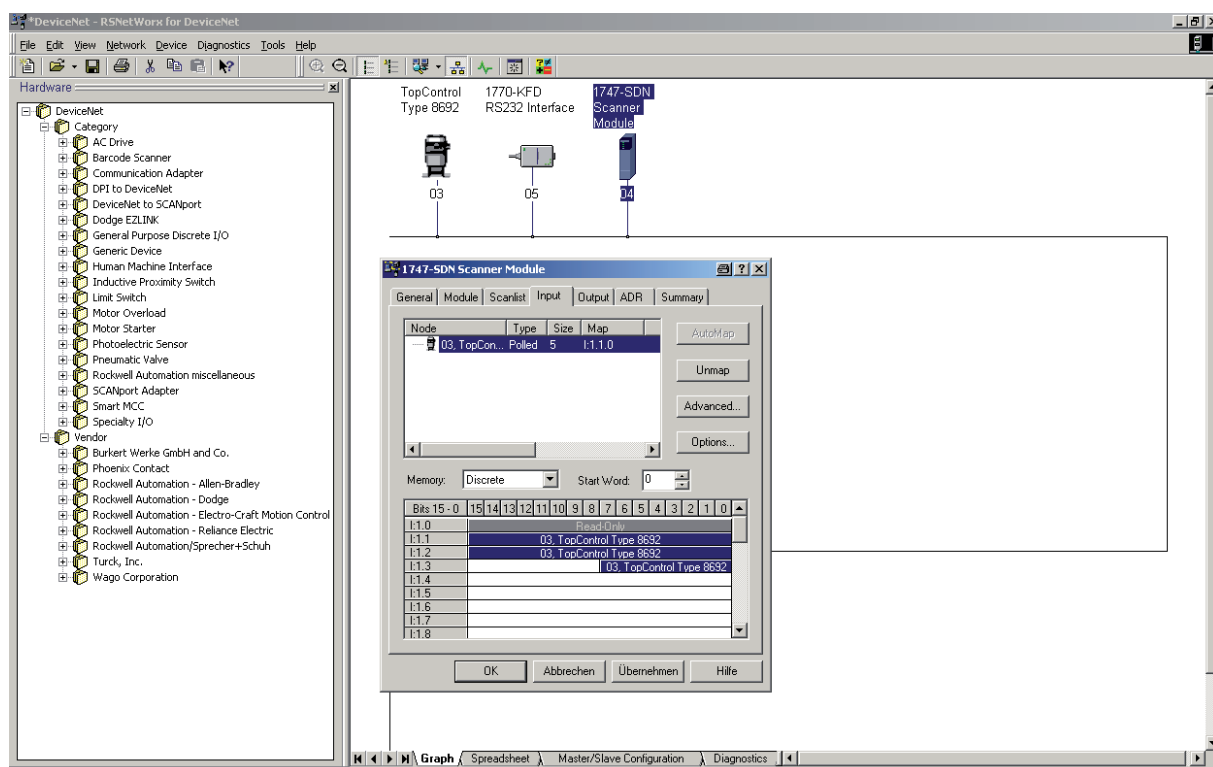 *DeviceNet - RSNetWorx for DeviceNet
File Edit View Network Device Diagnostics Tools Help
Hardware
DeviceNet
Category
AC Drive
Barcode Scanner
Communication Adapter
DPI to DeviceNet
DeviceNet to SCANport
Dodge EZLINK
General Purpose Discrete I/O
Generic Device
Human Machine Interface
Inductive Proximity Switch
Limit Switch
Motor Overload
Motor Starter
Photoelectric Sensor
Pneumatic Valve
Rockwell Automation miscellaneous
SCANport Adapter
Smart MCC
Specialty I/O
Vendor
Burkert Werke GmbH and Co.
Phoenix Contact
Rockwell Automation - Allen-Bradley
Rockwell Automation - Dodge
Rockwell Automation - Electro-Craft Motion Control
Rockwell Automation - Reliance Electric
Rockwell Automation/Sprecher+Schuh
Turck, Inc.
Wago Corporation
TopControl
Type 8692
03
1770-KFD
RS232 Interface
05
1747-SDN
Scanner
Module
04
1747-SDN Scanner Module
General Module Scanlist Input Output ADR Summary
Node Type Size Map
03, TopCon... Polled 5 I:1.1.0
AutoMap
Unmap
Advanced...
Options...
Memory: Discrete Start Word: 0
Bits 15 - 0 15 14 13 12 11 10 9 8 7 6 5 4 3 2 1 0
I:1.0 Read-Only
I:1.1 03, TopControl Type 8692
I:1.2 03, TopControl Type 8692
I:1.3 03, TopControl Type 8692
I:1.4
I:1.5
I:1.6
I:1.7
I:1.8
OK Abbrechen Übernehmen Hilfe
Graph Spreadsheet Master/Slave Configuration Diagnostics